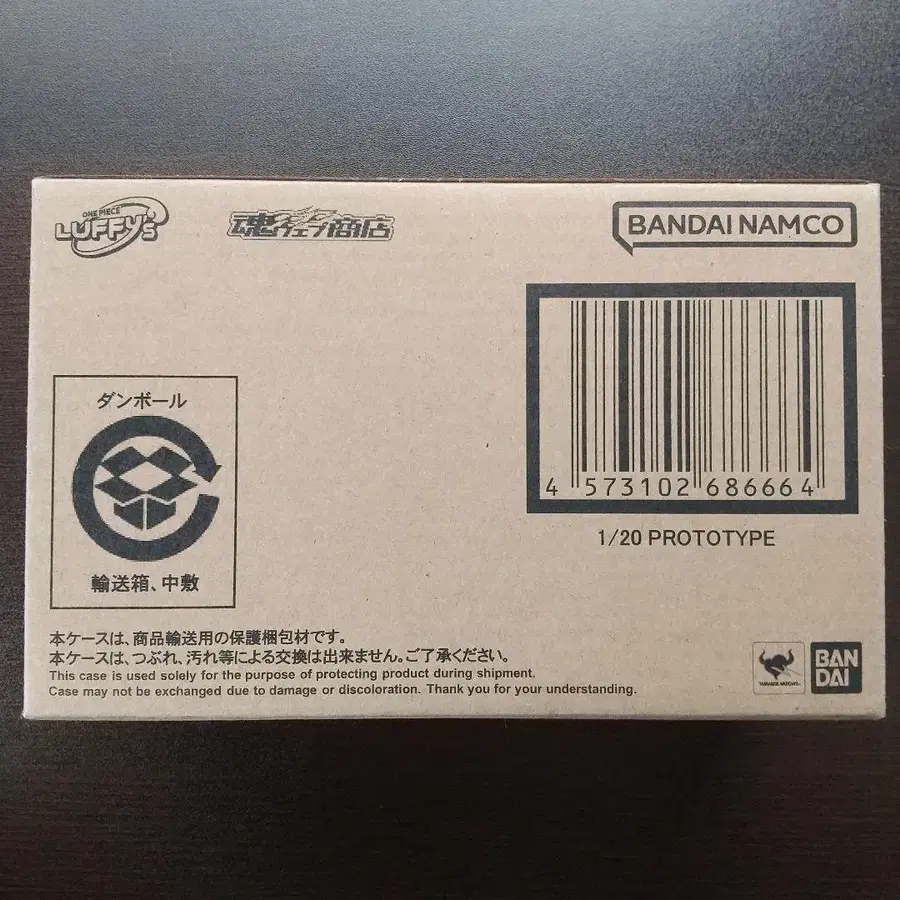 ONE PIECE
LUFFY's
魂ウェブ商店
BANDAI NAMCO
ダンボール
輸送箱、中敷
4 573102 686664
1/20 PROTOTYPE
本ケースは、商品輸送用の保護梱包材です。
本ケースは、つぶれ、汚れ等による交換は出来ません。ご了承ください。
This case is used solely for the purpose of protecting product during shipment.
Case may not be exchanged due to damage or discoloration. Thank you for your understanding.
BAN
DAI